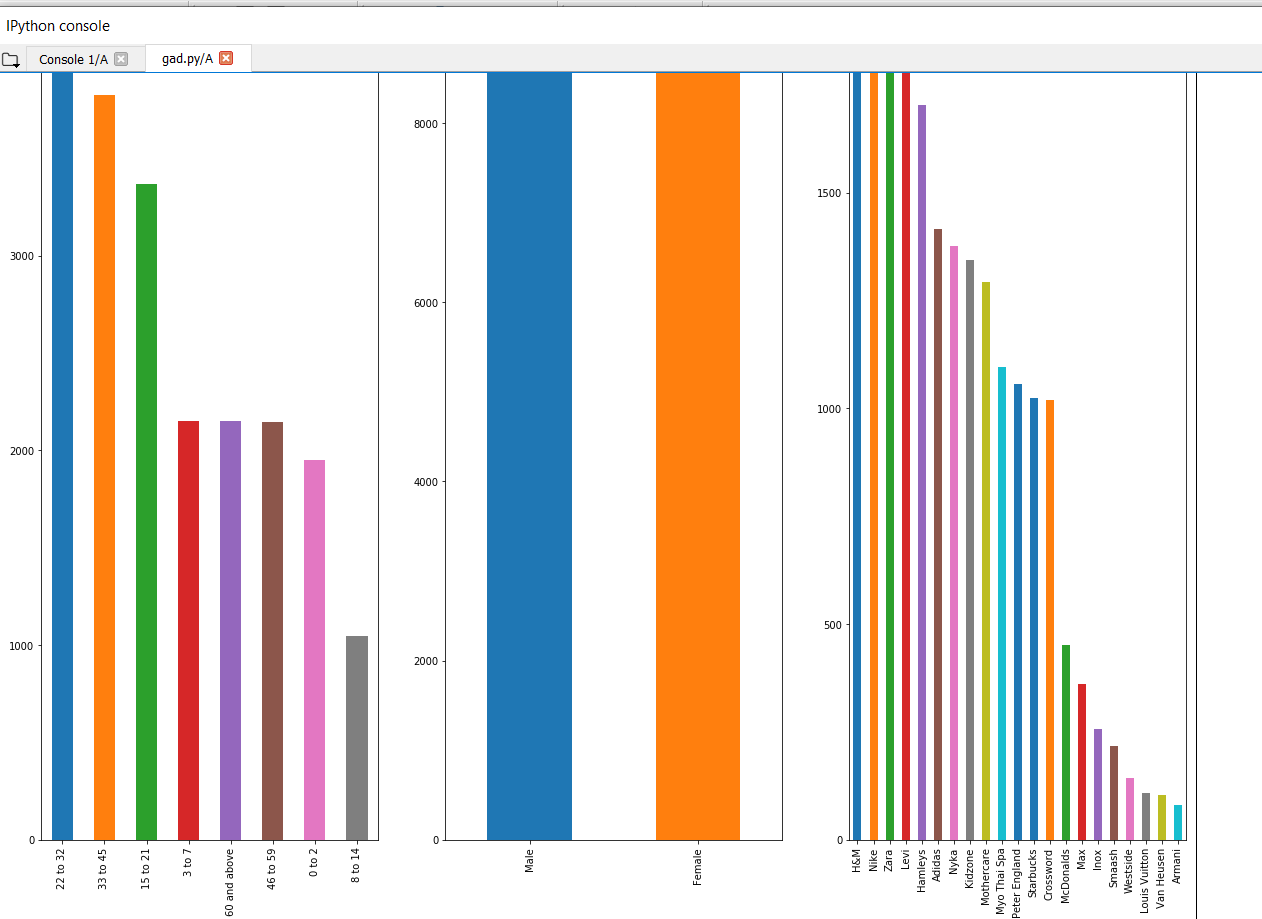 IPython console
Console 1/A
gad.py/A
3000
2000
1000
0
22 to 32
33 to 45
15 to 21
3 to 7
60 and above
46 to 59
0 to 2
8 to 14
8000
6000
4000
2000
0
Male
Female
1500
1000
500
0
H&M
Nike
Zara
Levi
Hamleys
Adidas
Nyka
Kidzone
Mothercare
Myo Thai Spa
Peter England
Starbucks
Crossword
McDonalds
Max
Inox
Smaash
Westside
Louis Vuitton
Van Heusen
Armani